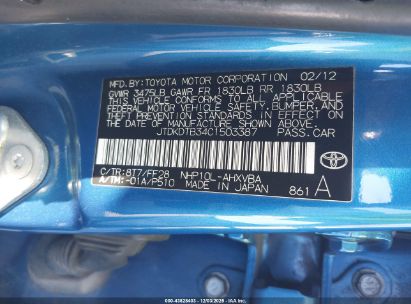 MFD. BY: TOYOTA MOTOR CORPORATION 02/12
GVWR 3475LB GAWR FR 1830LB RR 1830LB
THIS VEHICLE CONFORMS TO ALL APPLICABLE
FEDERAL MOTOR VEHICLE SAFETY, BUMPER, AND
THEFT PREVENTION STANDARDS IN EFFECT ON
THE DATE OF MANUFACTURE SHOWN ABOVE.
JTDKDTB34C1503387 PASS.CAR
C/TR: 8T7/FF28 NHP10L-AHXVBA
A/TM: -01A/P510 MADE IN JAPAN 861 A
TOYOTA